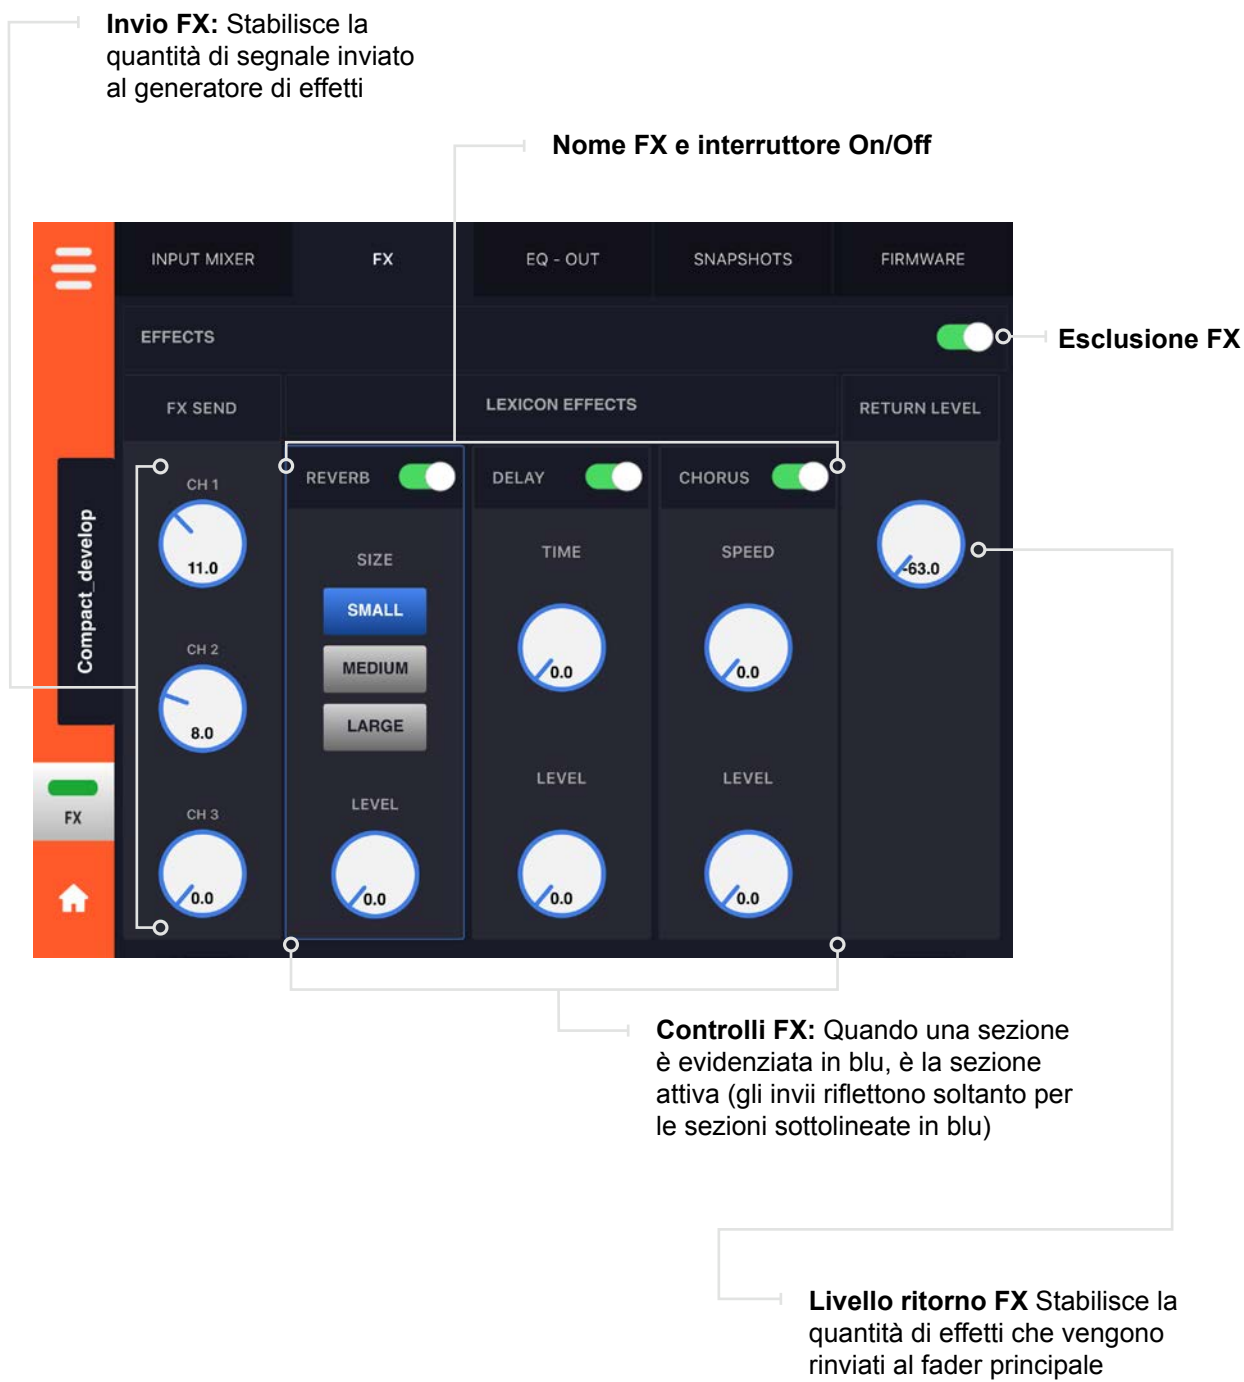 Invio FX: Stabilisce la
quantità di segnale inviato
al generatore di effetti
Nome FX e interruttore On/Off
INPUT MIXER
FX
EQ - OUT
SNAPSHOTS
FIRMWARE
EFFECTS
Esclusione FX
FX SEND
LEXICON EFFECTS
RETURN LEVEL
Compact_develop
FX
CH 1
11.0
CH 2
8.0
CH 3
0.0
REVERB
SIZE
SMALL
MEDIUM
LARGE
LEVEL
0.0
DELAY
TIME
0.0
LEVEL
0.0
CHORUS
SPEED
0.0
LEVEL
0.0
-63.0
Controlli FX: Quando una sezione
è evidenziata in blu, è la sezione
attiva (gli invii riflettono soltanto per
le sezioni sottolineate in blu)
Livello ritorno FX Stabilisce la
quantità di effetti che vengono
rinviati al fader principale